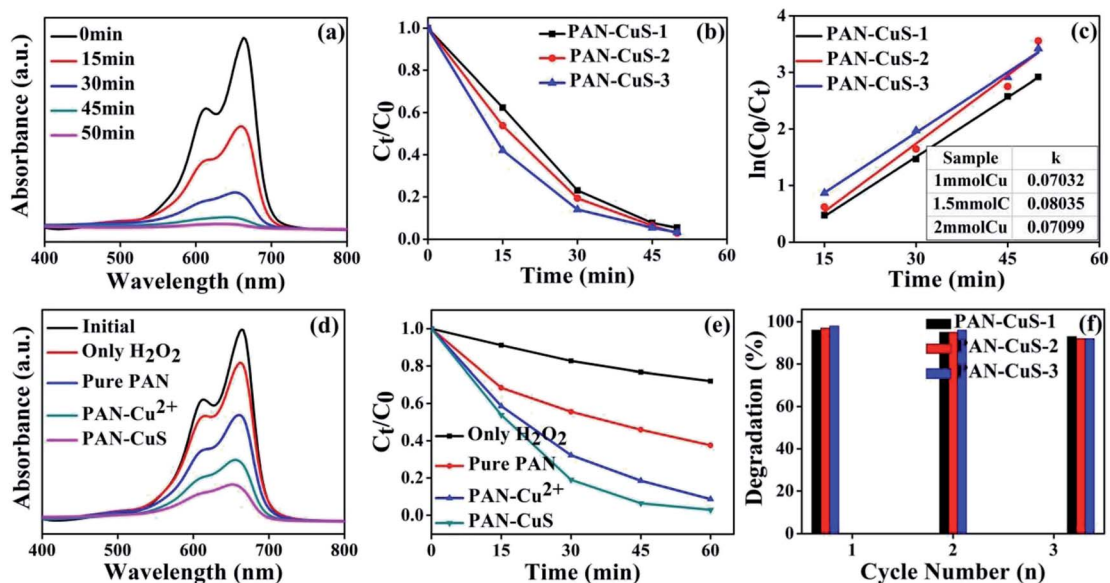 (a)
0min
15min
30min
45min
50min
Absorbance (a.u.)
400 500 600 700 800
Wavelength (nm)
(b)
PAN-CuS-1
PAN-CuS-2
PAN-CuS-3
Ct/C0
1.0
0.8
0.6
0.4
0.2
0.0
0 15 30 45 60
Time (min)
(c)
PAN-CuS-1
PAN-CuS-2
PAN-CuS-3
ln(C0/Ct)
4
3
2
1
0
Sample k
1mmolCu 0.07032
1.5mmolC 0.08035
2mmolCu 0.07099
15 30 45 60
Time (min)
(d)
Initial
Only H2O2
Pure PAN
PAN-Cu2+
PAN-CuS
Absorbance (a.u.)
400 500 600 700 800
Wavelength (nm)
(e)
Ct/C0
1.0
0.8
0.6
0.4
0.2
0.0
Only H2O2
Pure PAN
PAN-Cu2+
PAN-CuS
0 15 30 45 60
Time (min)
(f)
PAN-CuS-1
PAN-CuS-2
PAN-CuS-3
Degradation (%)
100
80
60
40
20
0
1 2 3
Cycle Number (n)